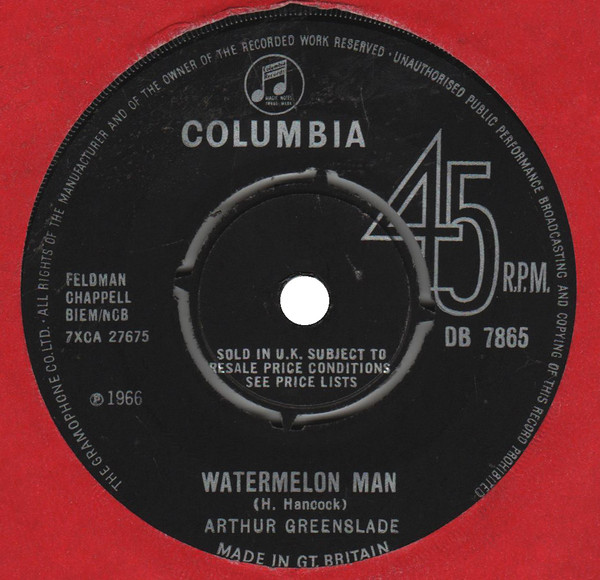 THE GRAMOPHONE CO. LTD. · ALL RIGHTS OF THE MANUFACTURER AND OF THE OWNER OF THE RECORDED WORK RESERVED · UNAUTHORISED PUBLIC PERFORMANCE BROADCASTING AND COPYING OF THIS RECORD PROHIBITED
COLUMBIA
45
R.P.M.
FELDMAN
CHAPPELL
BIEM/NCB
7XCA 27675
DB 7865
SOLD IN U.K. SUBJECT TO
RESALE PRICE CONDITIONS
SEE PRICE LISTS
℗ 1966
WATERMELON MAN
(H. Hancock)
ARTHUR GREENSLADE
MADE IN GT. BRITAIN